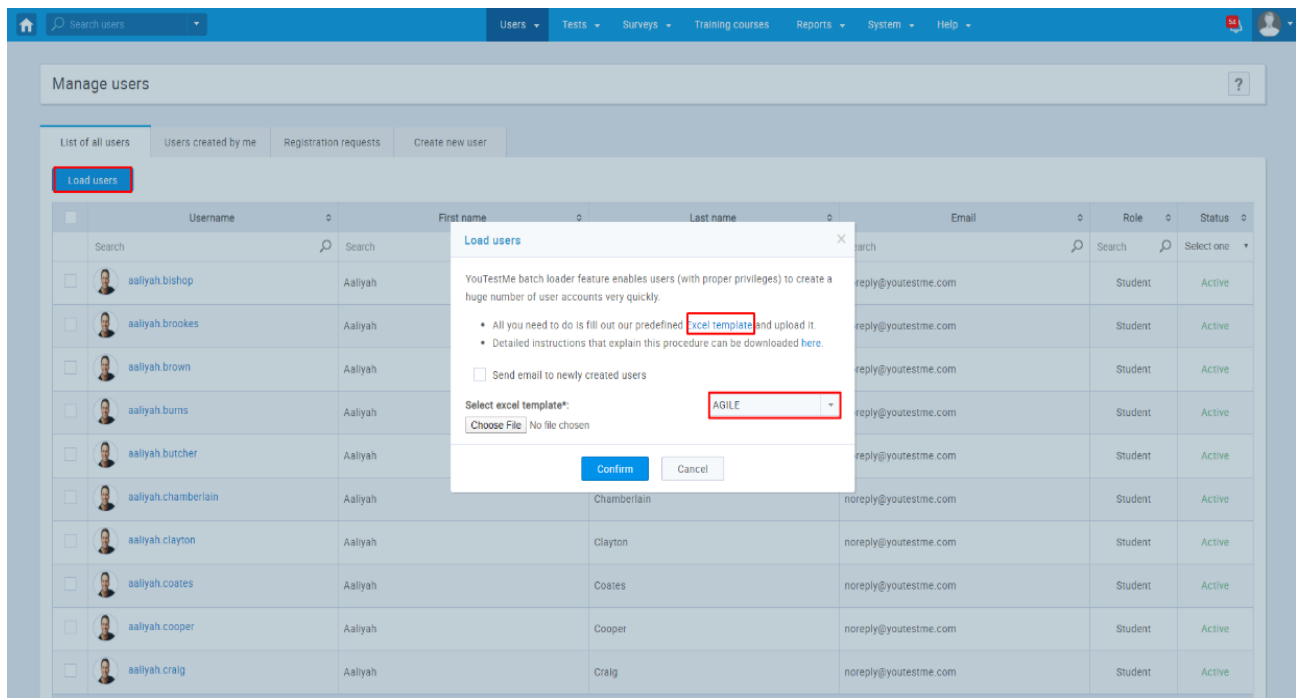 Search users
Users Tests Surveys Training courses Reports System Help
54
Manage users
?
List of all users Users created by me Registration requests Create new user
Load users
Username First name Last name Email Role Status
Search Search Search Select one
Load users
YouTestMe batch loader feature enables users (with proper privileges) to create a
huge number of user accounts very quickly.
• All you need to do is fill out our predefined Excel template and upload it.
• Detailed instructions that explain this procedure can be downloaded here.
Send email to newly created users
Select excel template*: AGILE
Choose File No file chosen
Confirm Cancel
aaliyah.bishop Aaliyah noreply@youtestme.com Student Active
aaliyah.brookes Aaliyah reply@youtestme.com Student Active
aaliyah.brown Aaliyah reply@youtestme.com Student Active
aaliyah.burns Aaliyah reply@youtestme.com Student Active
aaliyah.butcher Aaliyah reply@youtestme.com Student Active
aaliyah.chamberlain Aaliyah Chamberlain noreply@youtestme.com Student Active
aaliyah.clayton Aaliyah Clayton noreply@youtestme.com Student Active
aaliyah.coates Aaliyah Coates noreply@youtestme.com Student Active
aaliyah.cooper Aaliyah Cooper noreply@youtestme.com Student Active
aaliyah.craig Aaliyah Craig noreply@youtestme.com Student Active